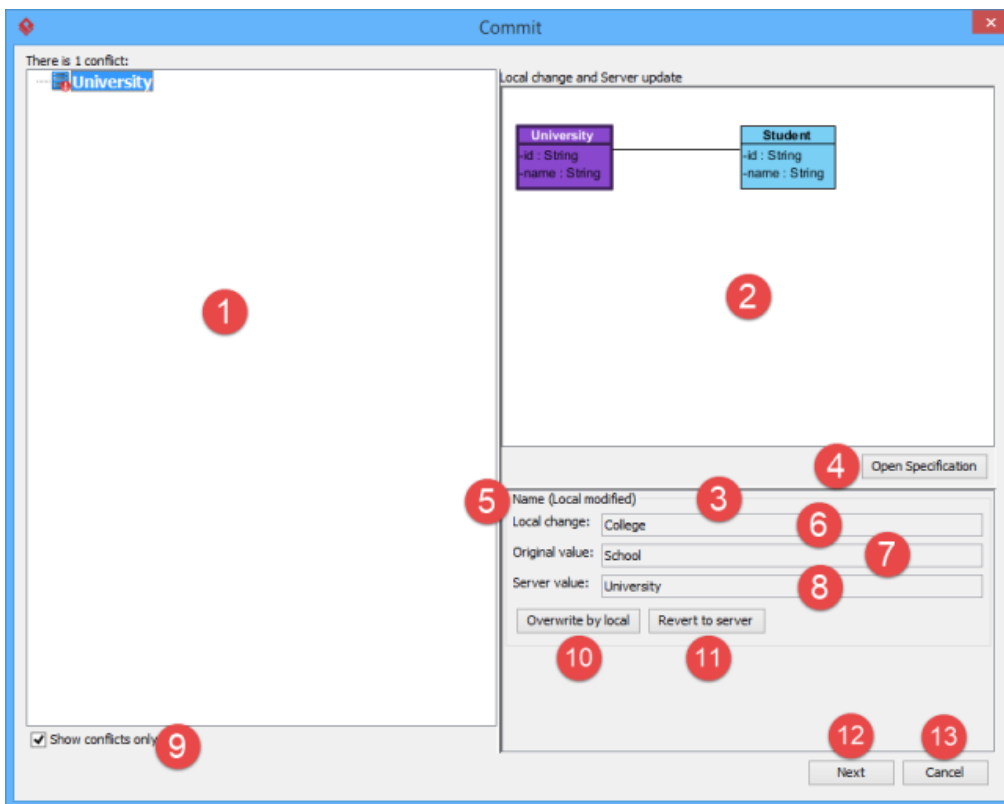 Commit
There is 1 conflict:
University
1
Local change and Server update
University
-id : String
-name : String
Student
-id : String
-name : String
2
4
Open Specification
5
Name (Local modified)
3
Local change:
College
6
Original value:
School
7
Server value:
University
8
Overwrite by local
Revert to server
10
11
Show conflicts only
9
12
13
Next
Cancel